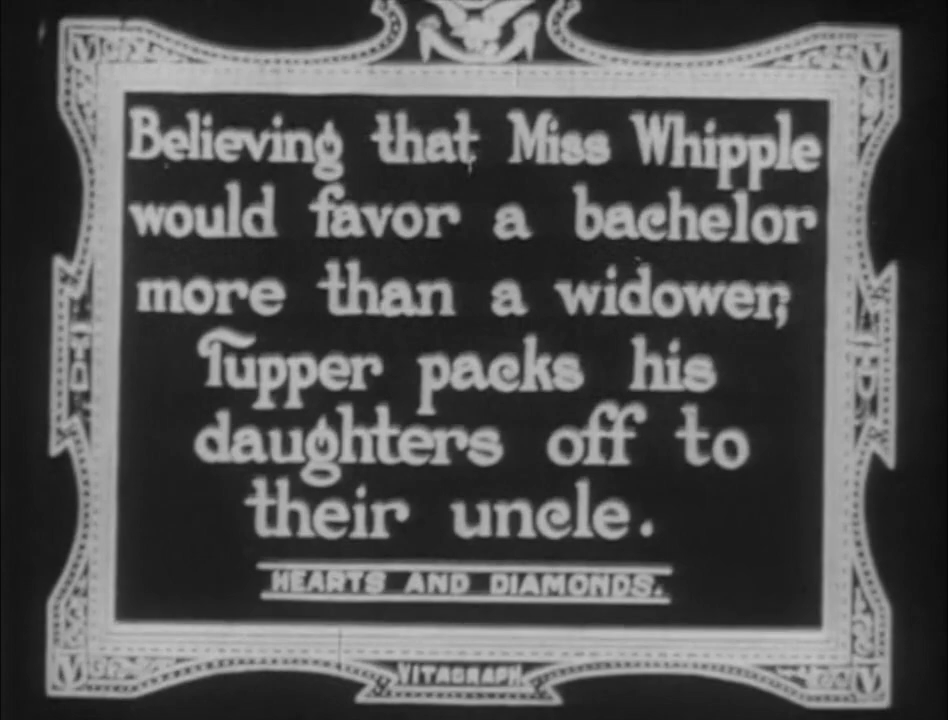 Believing that Miss Whipple
would favor a bachelor
more than a widower;
Tupper packs his
daughters off to
their uncle.
HEARTS AND DIAMONDS.
VITAGRAPH